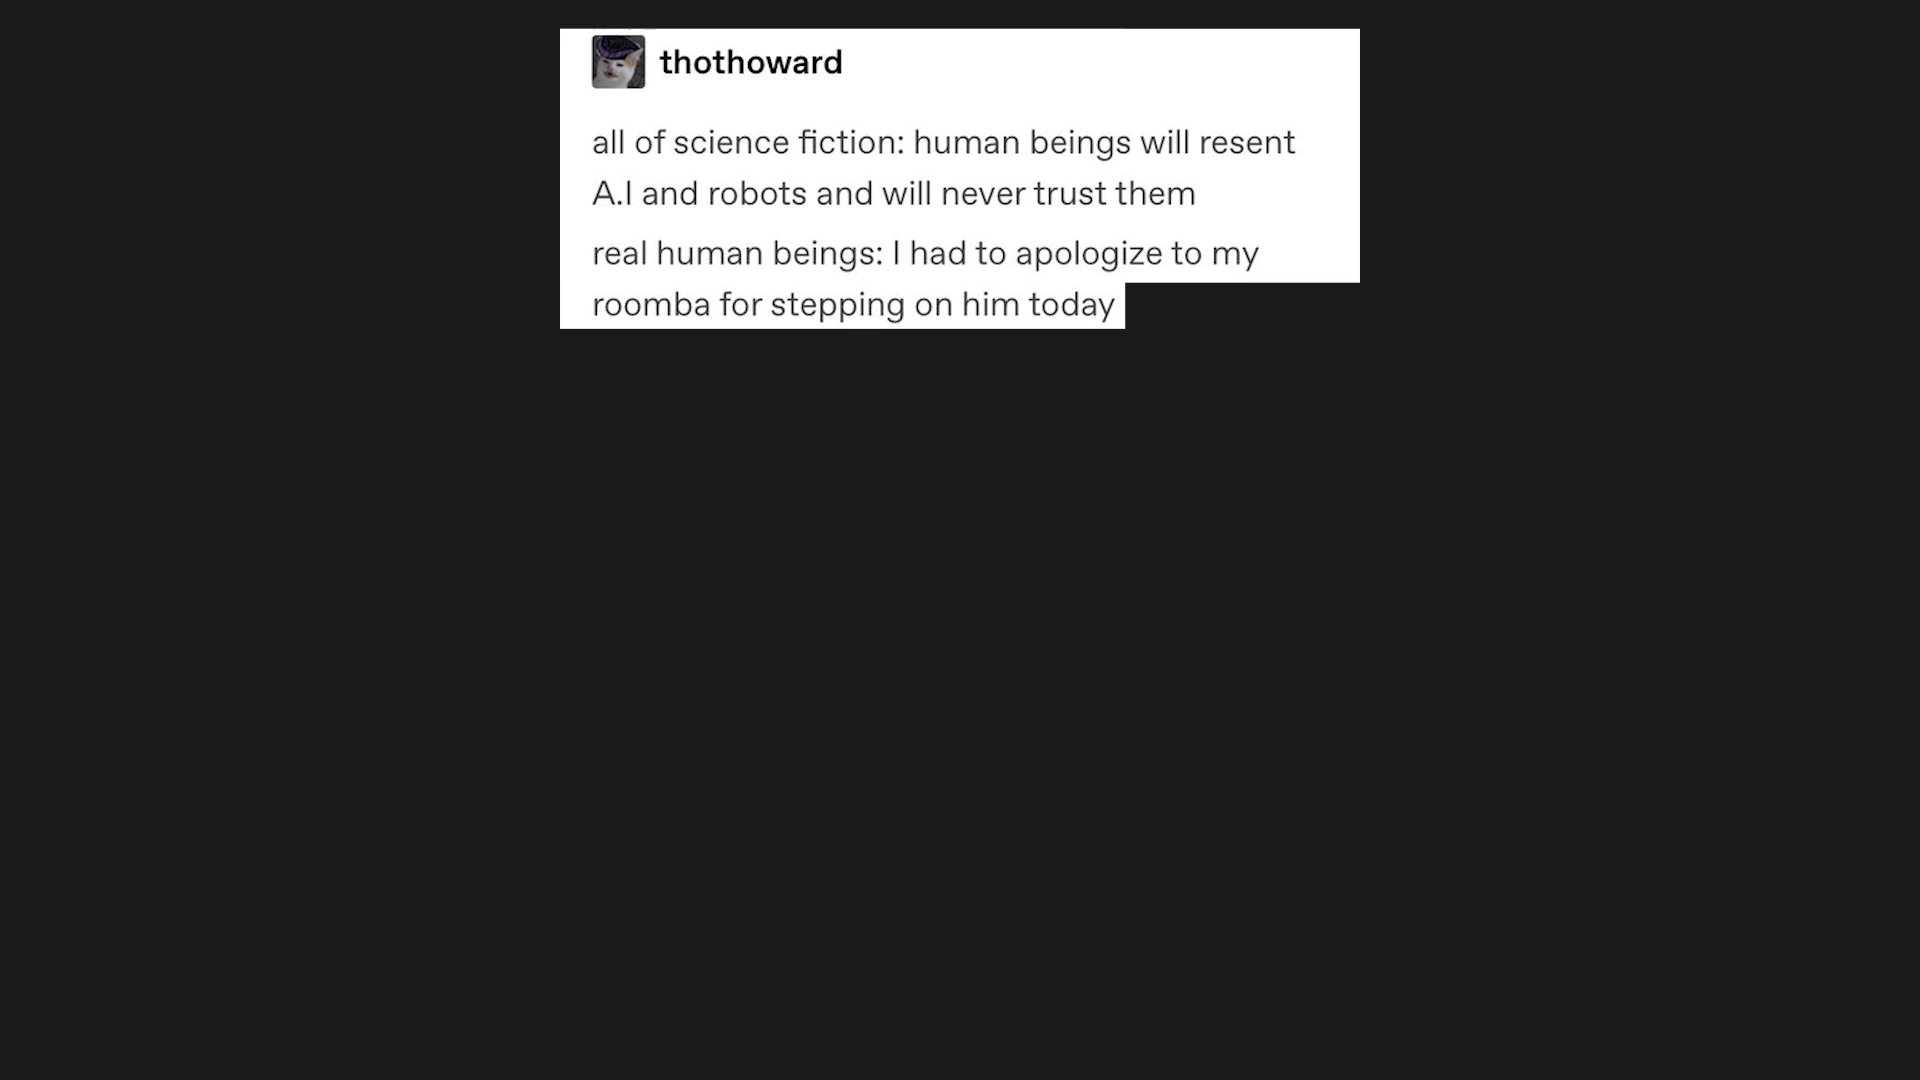 thothoward
all of science fiction: human beings will resent
A.I and robots and will never trust them
real human beings: I had to apologize to my
roomba for stepping on him today